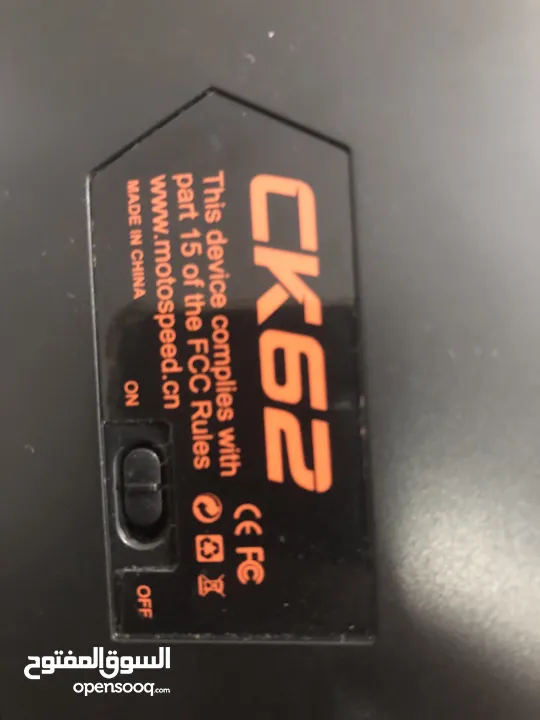 CK62
This device complies with
part 15 of the FCC Rules
www.motospeed.cn
MADE IN CHINA
CE FC
ON
OFF
السوق المفتوح
opensooq.com